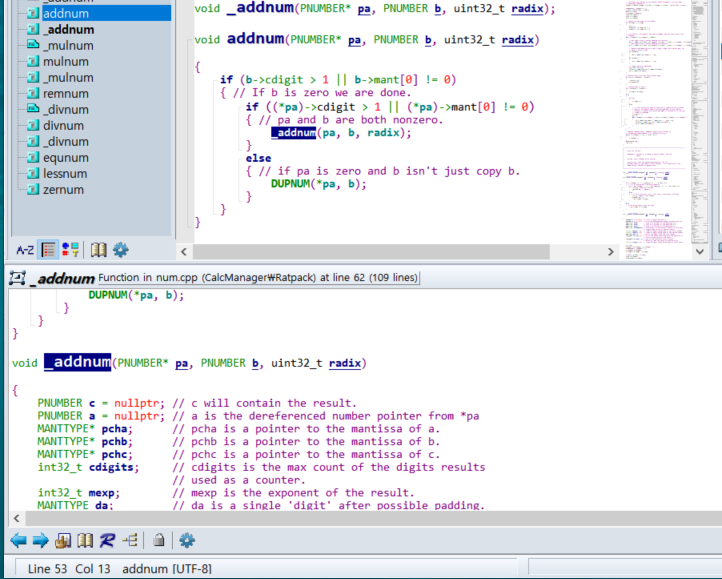 addnum
_addnum
_mulnum
mulnum
_mulnum
remnum
_divnum
divnum
_divnum
equnum
lessnum
zernum
A-Z
void _addnum(PNUMBER* pa, PNUMBER b, uint32_t radix);
void addnum(PNUMBER* pa, PNUMBER b, uint32_t radix)
{
if (b->cdigit > 1 || b->mant[0] != 0)
{ // If b is zero we are done.
if ((*pa)->cdigit > 1 || (*pa)->mant[0] != 0)
{ // pa and b are both nonzero.
_addnum(pa, b, radix);
}
else
{ // if pa is zero and b isn't just copy b.
DUPNUM(*pa, b);
}
}
}
_addnum Function in num.cpp (CalcManager₩Ratpack) at line 62 (109 lines)
DUPNUM(*pa, b);
}
}
}
void _addnum(PNUMBER* pa, PNUMBER b, uint32_t radix)
{
PNUMBER c = nullptr; // c will contain the result.
PNUMBER a = nullptr; // a is the dereferenced number pointer from *pa
MANTTYPE* pcha; // pcha is a pointer to the mantissa of a.
MANTTYPE* pchb; // pchb is a pointer to the mantissa of b.
MANTTYPE* pchc; // pchc is a pointer to the mantissa of c.
int32_t cdigits; // cdigits is the max count of the digits results
// used as a counter.
int32_t mexp; // mexp is the exponent of the result.
MANTTYPE da; // da is a single 'digit' after possible padding.
Line 53 Col 13 addnum [UTF-8]